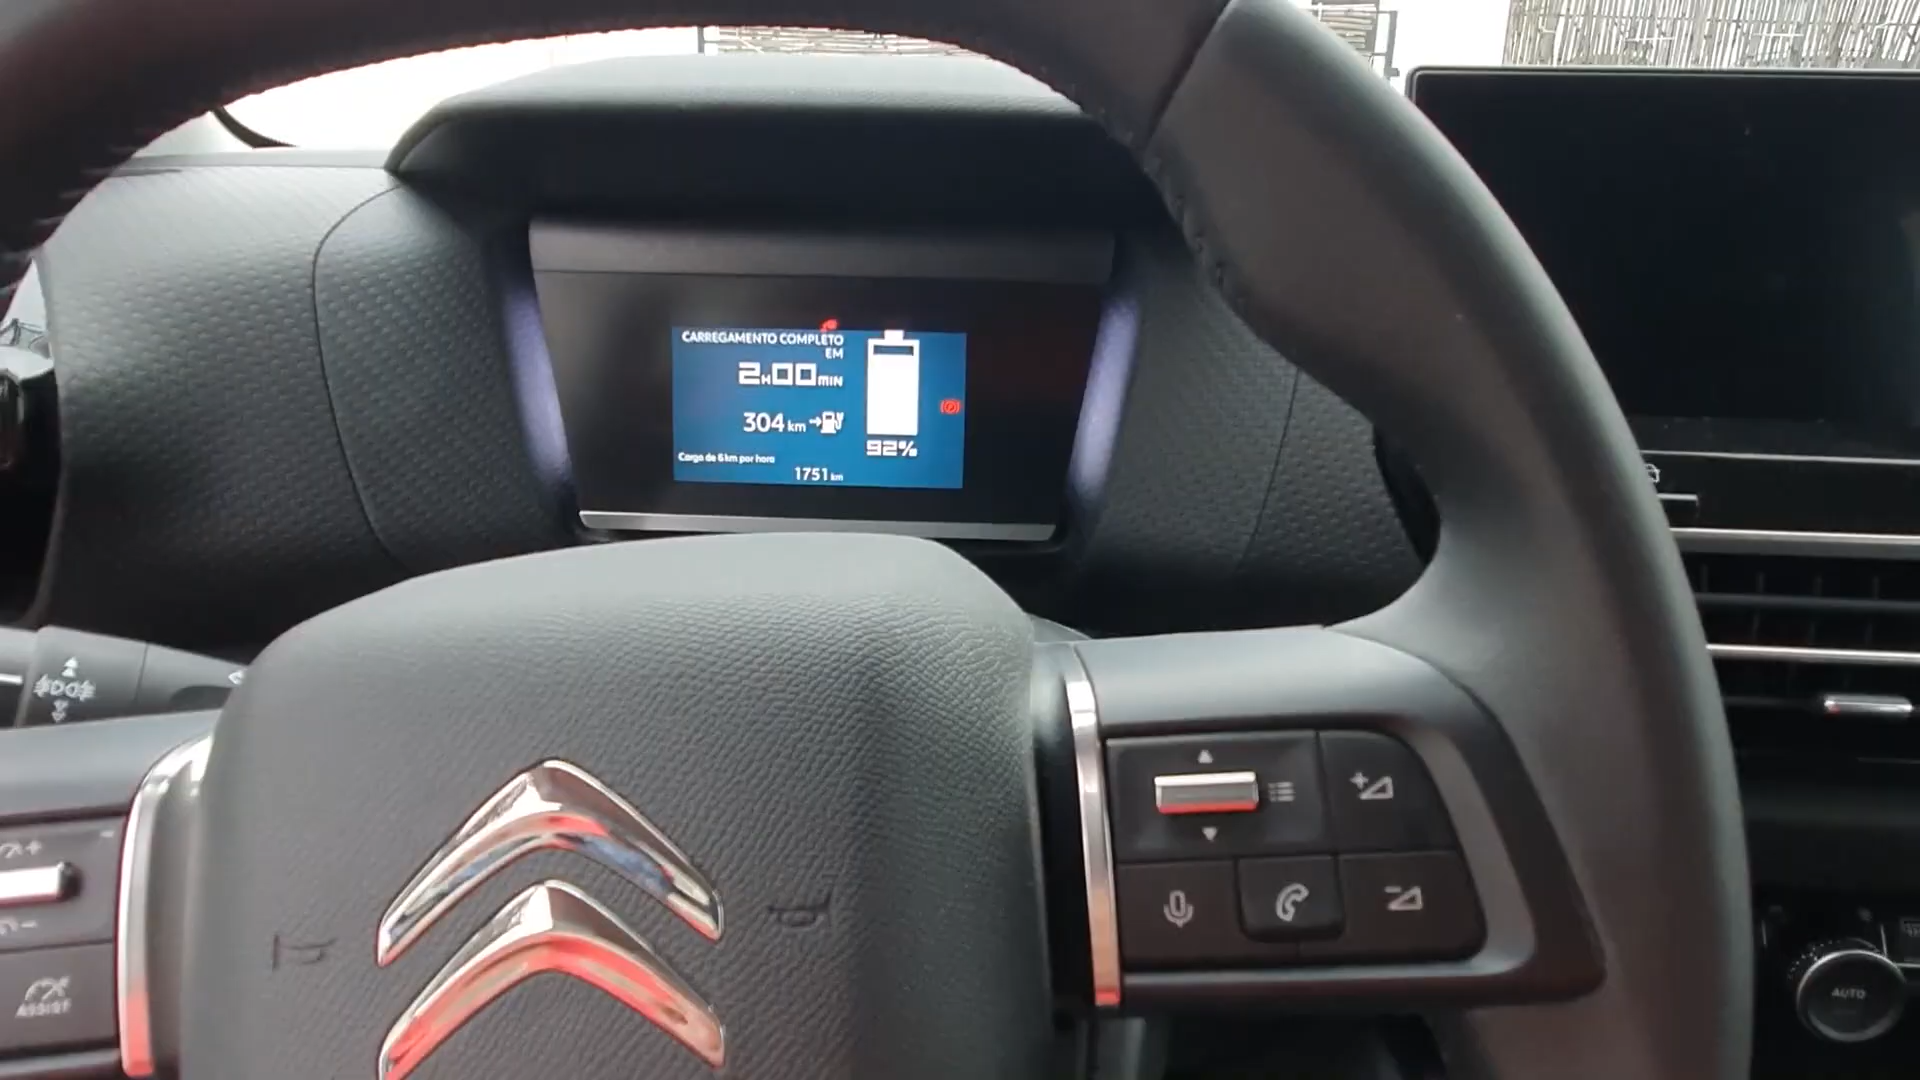 CARREGAMENTO COMPLETO
EM
2H00MIN
304 km
92%
Carga de 6 km por hora
1751 km
ASSIST
AUTO